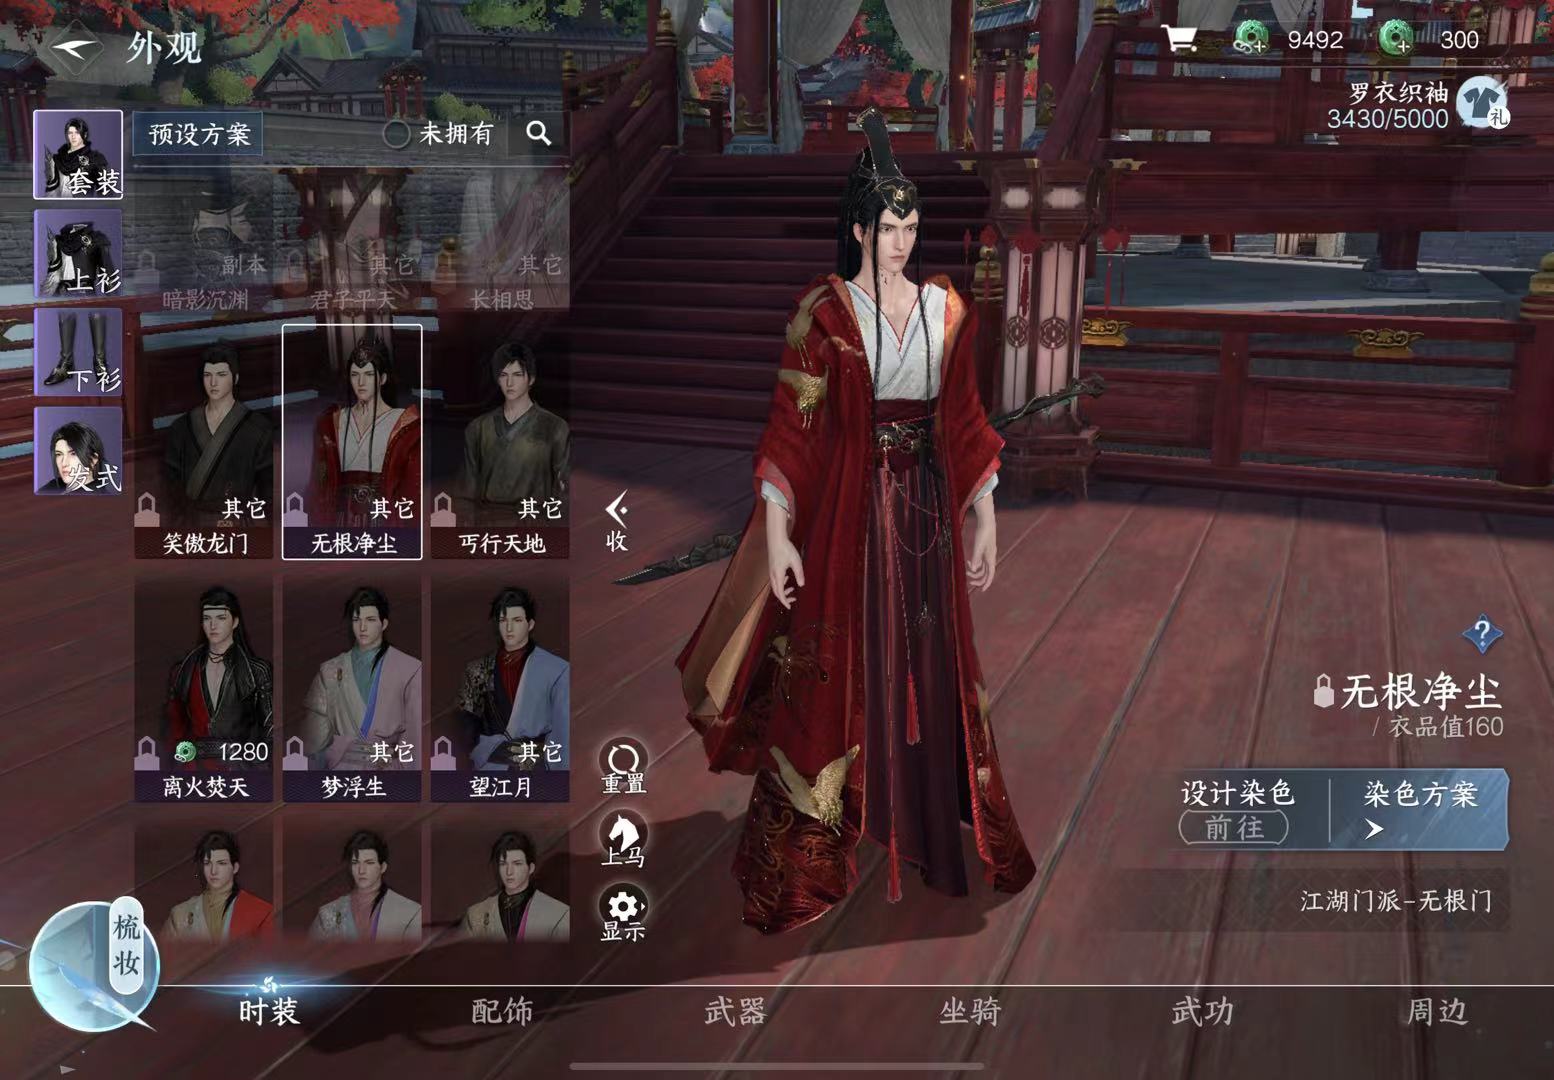 外观
9492
300
罗衣织袖
3430/5000
礼
预设方案
未拥有
套装
上衫
下衫
发式
副本
其它
其它
暗影沉渊
君子平天
长相思
其它
其它
其它
笑傲龙门
无根净尘
丐行天地
收
1280
其它
其它
离火焚天
梦浮生
望江月
重置
上马
显示
?
无根净尘
/ 衣品值160
设计染色
前往
染色方案
江湖门派-无根门
梳妆
时装
配饰
武器
坐骑
武功
周边